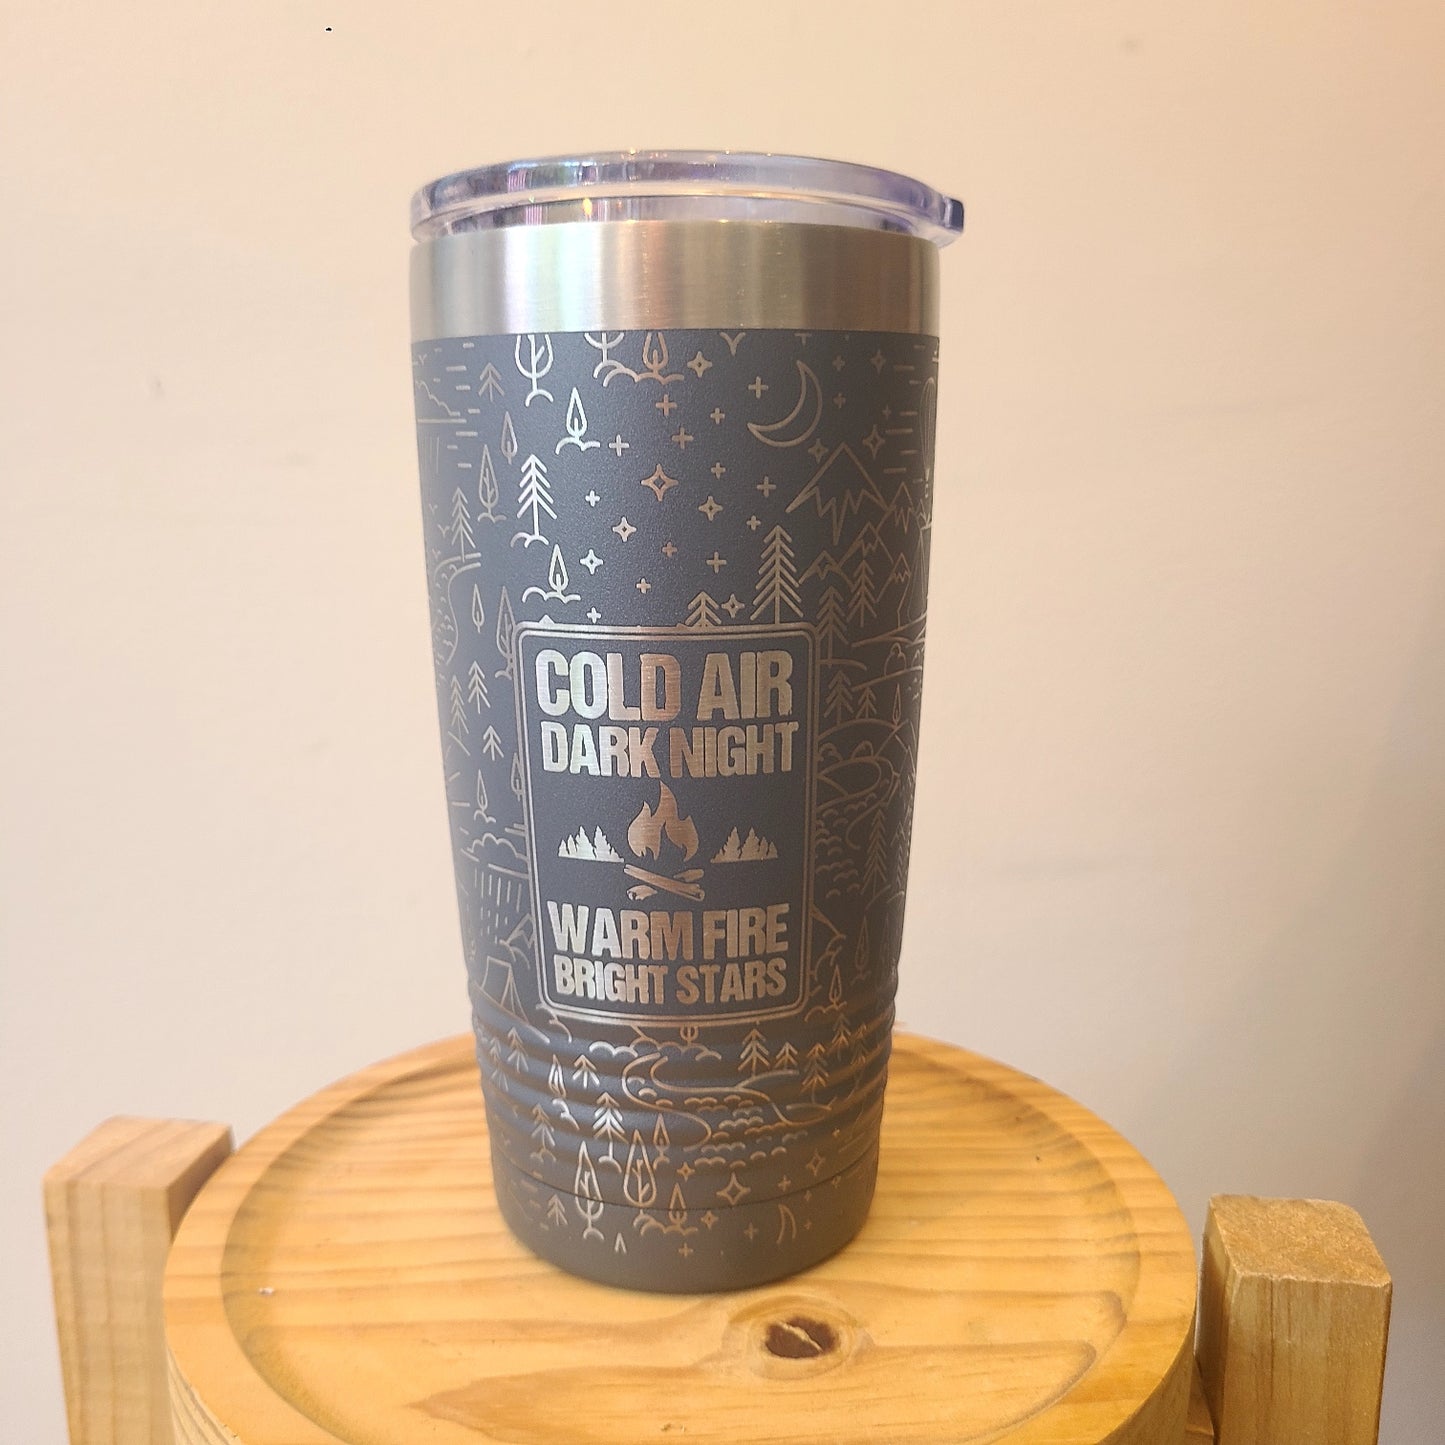 COLD AIR
DARK NIGHT
WARM FIRE
BRIGHT STARS